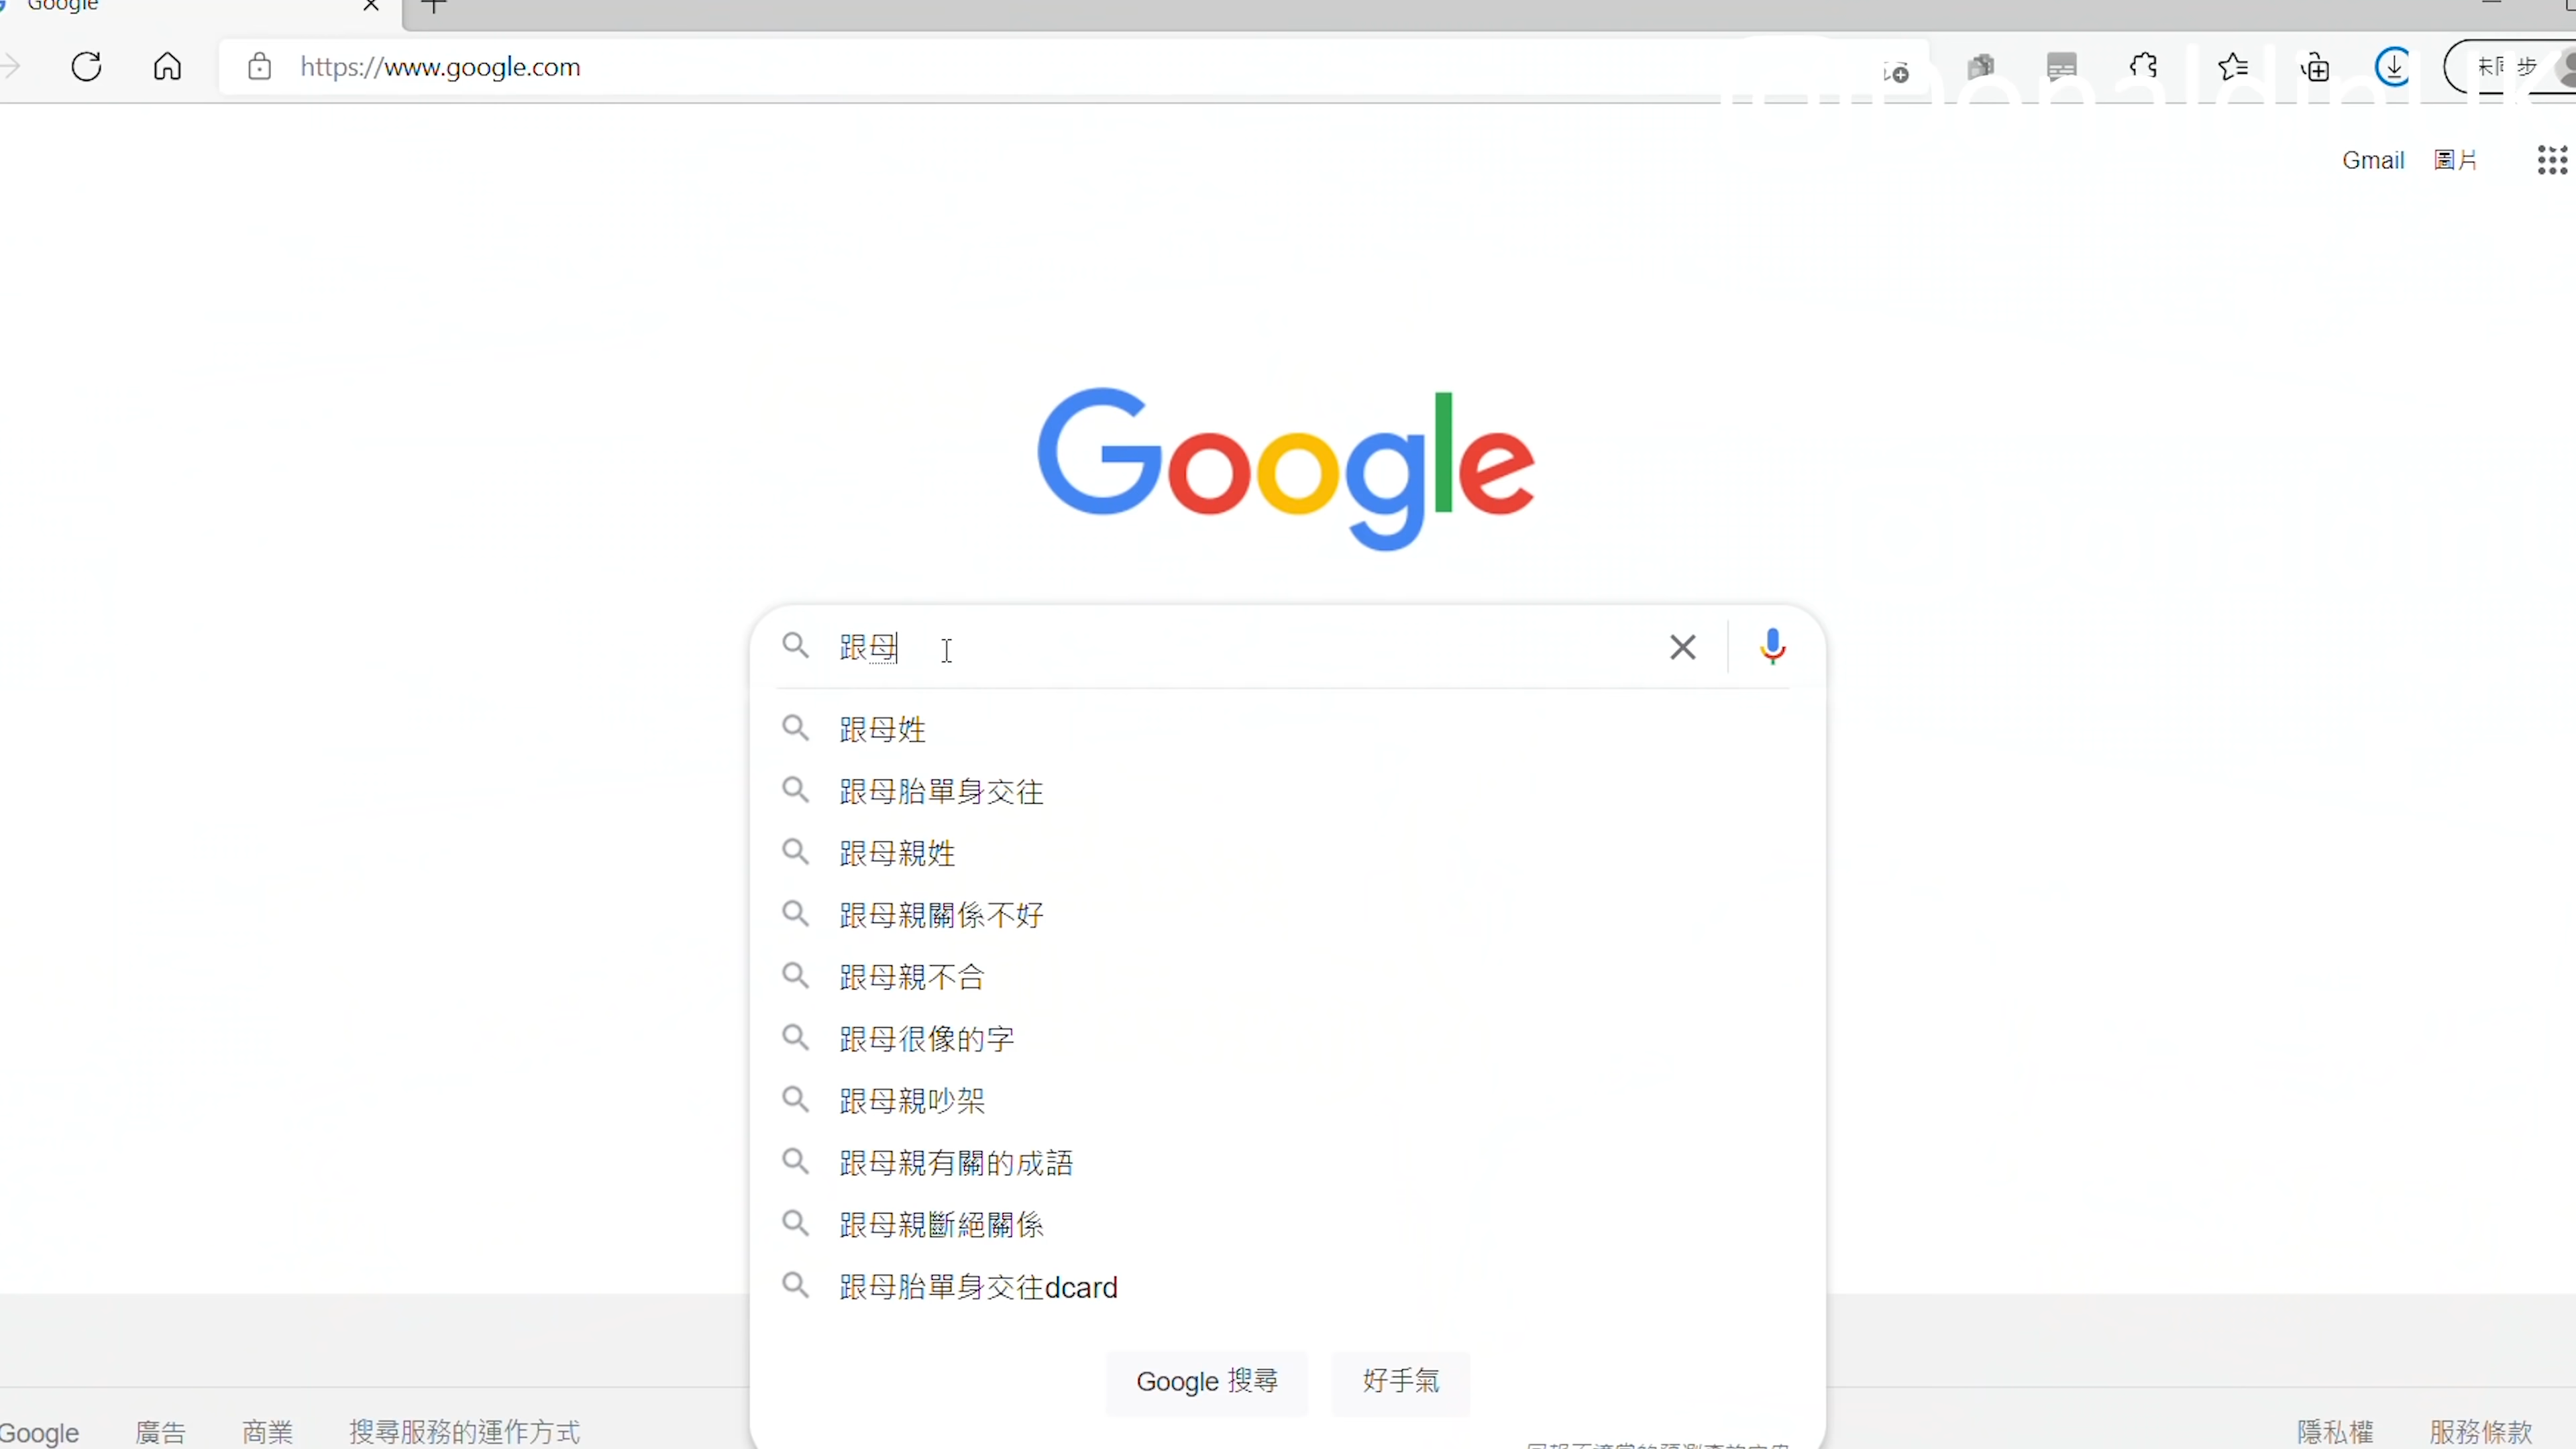 Google
https://www.google.com
Gmail 圖片
Google
跟母
跟母姓
跟母胎單身交往
跟母親姓
跟母親關係不好
跟母親不合
跟母很像的字
跟母親吵架
跟母親有關的成語
跟母親斷絕關係
跟母胎單身交往dcard
Google 搜尋 好手氣
Google 廣告 商業 搜尋服務的運作方式 隱私權 服務條款